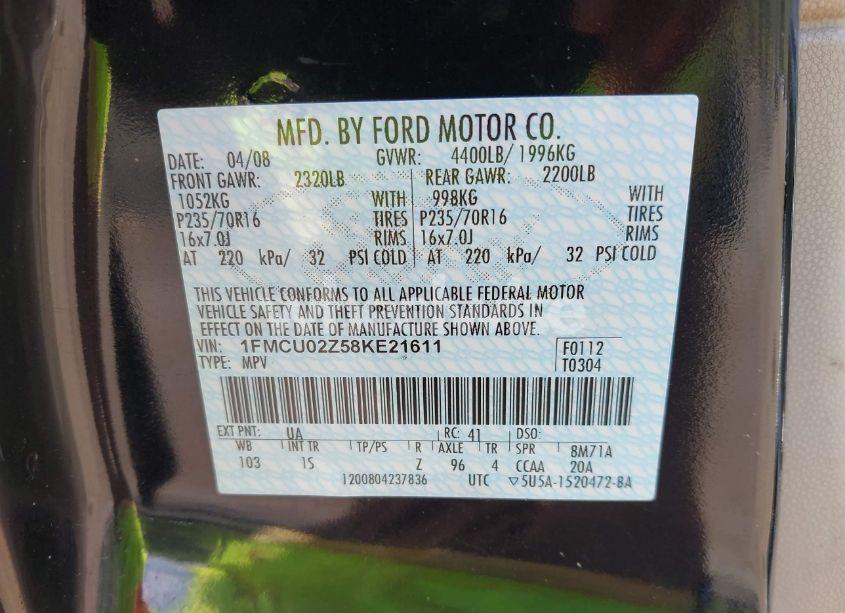 MFD. BY FORD MOTOR CO.
DATE: 04/08 GVWR: 4400LB/ 1996KG
FRONT GAWR: 2320LB REAR GAWR: 2200LB
1052KG WITH 998KG WITH
P235/70R16 TIRES P235/70R16 TIRES
16x7.0J RIMS 16x7.0J RIMS
AT 220 kPa/ 32 PSI COLD AT 220 kPa/ 32 PSI COLD
THIS VEHICLE CONFORMS TO ALL APPLICABLE FEDERAL MOTOR
VEHICLE SAFETY AND THEFT PREVENTION STANDARDS IN
EFFECT ON THE DATE OF MANUFACTURE SHOWN ABOVE.
VIN: 1FMCU02Z58KE21611 F0112
TYPE: MPV T0304
EXT PNT: UA RC: 41 DSO:
WB INT TR TP/PS R AXLE TR SPR 8M71A
103 1S Z 96 4 CCAA 20A
1200804237836 UTC ▽5U5A-1520472-BA